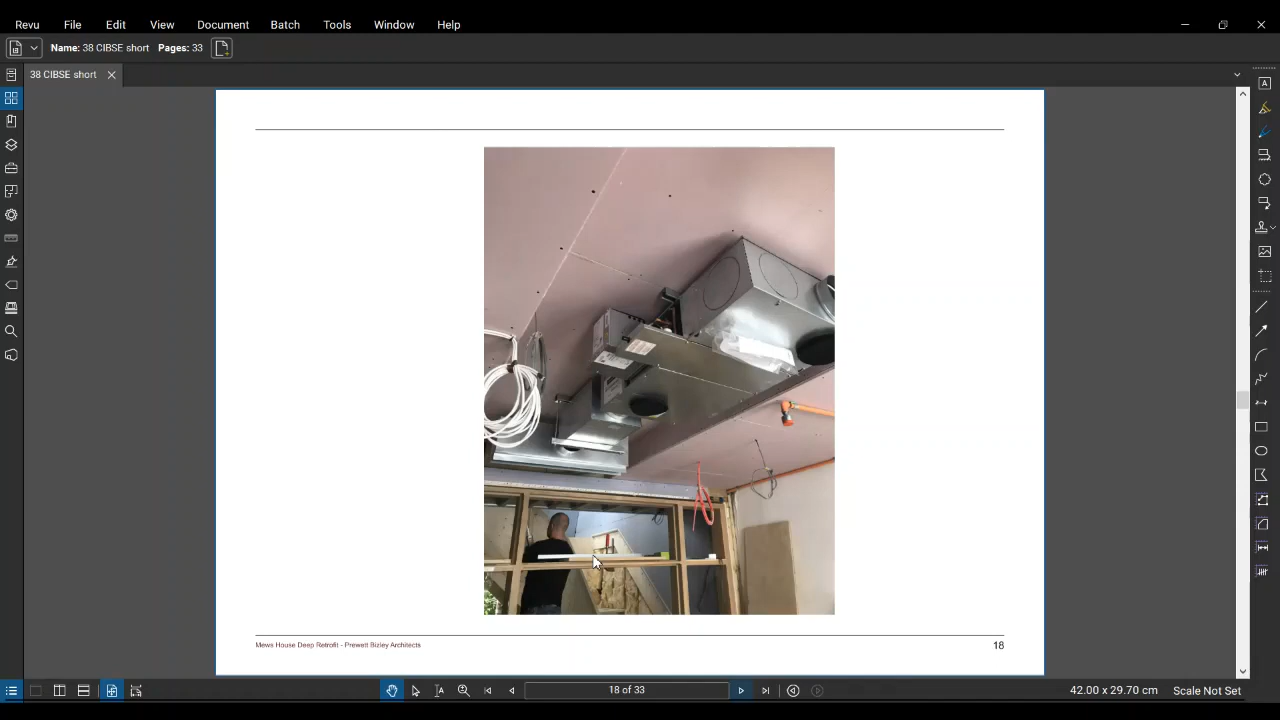 Revu File Edit View Document Batch Tools Window Help
Name: 38 CIBSE short Pages: 33
38 CIBSE short
Mews House Deep Retrofit - Prewett Bizley Architects
18
18 of 33
42.00 x 29.70 cm Scale Not Set